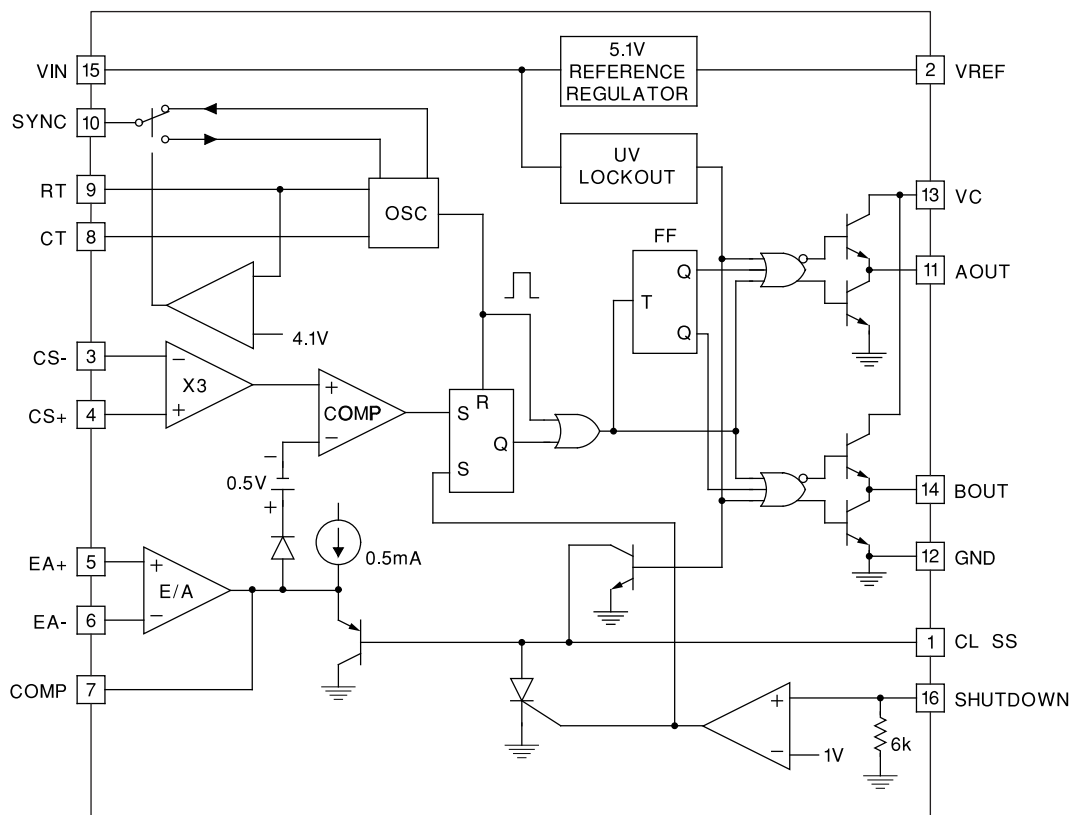 5.1V
REFERENCE
REGULATOR
VIN 15
2 VREF
SYNC 10
UV
LOCKOUT
RT 9
13 VC
OSC
CT 8
FF
Q
11 AOUT
T
4.1V
Q
CS- 3
−
X3
+
COMP
R
S
CS+ 4
+
−
Q
S
−
0.5V
+
14 BOUT
0.5mA
EA+ 5
+
E/A
12 GND
EA- 6
−
1 CL SS
COMP 7
+
16 SHUTDOWN
6k
−
1V